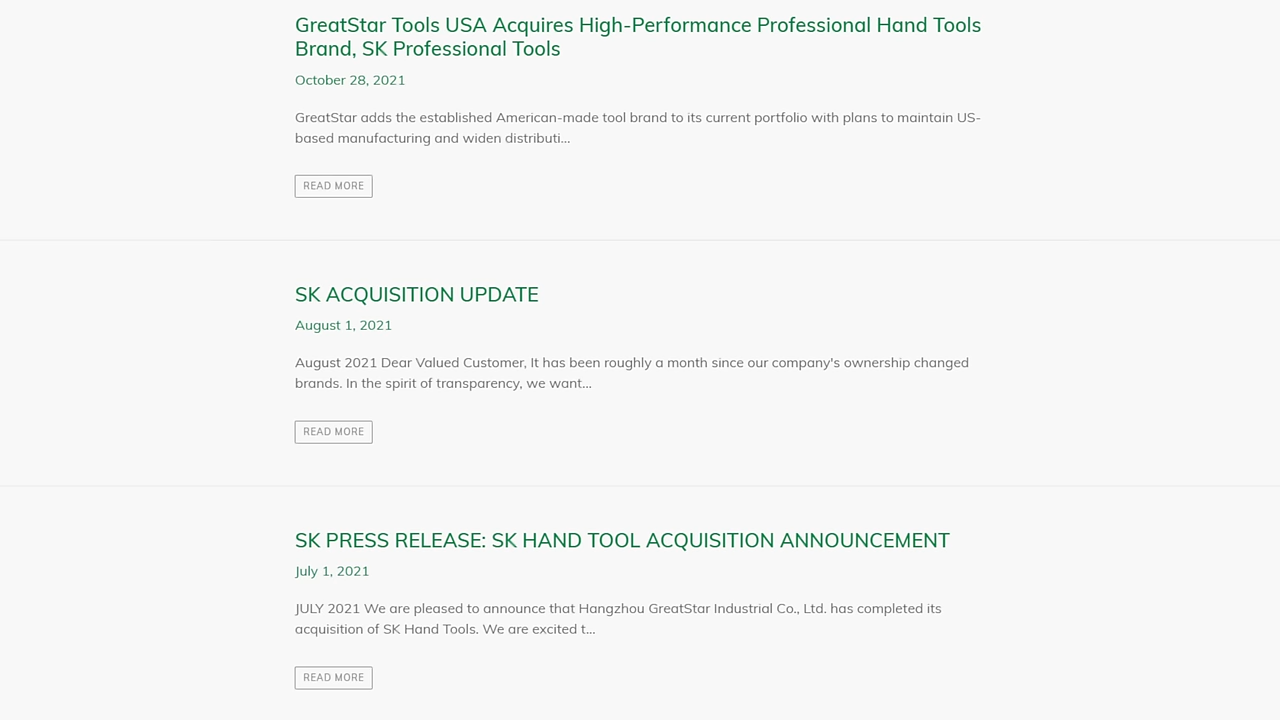 GreatStar Tools USA Acquires High-Performance Professional Hand Tools
Brand, SK Professional Tools
October 28, 2021
GreatStar adds the established American-made tool brand to its current portfolio with plans to maintain US-
based manufacturing and widen distributi...
READ MORE
SK ACQUISITION UPDATE
August 1, 2021
August 2021 Dear Valued Customer, It has been roughly a month since our company's ownership changed
brands. In the spirit of transparency, we want...
READ MORE
SK PRESS RELEASE: SK HAND TOOL ACQUISITION ANNOUNCEMENT
July 1, 2021
JULY 2021 We are pleased to announce that Hangzhou GreatStar Industrial Co., Ltd. has completed its
acquisition of SK Hand Tools. We are excited t...
READ MORE